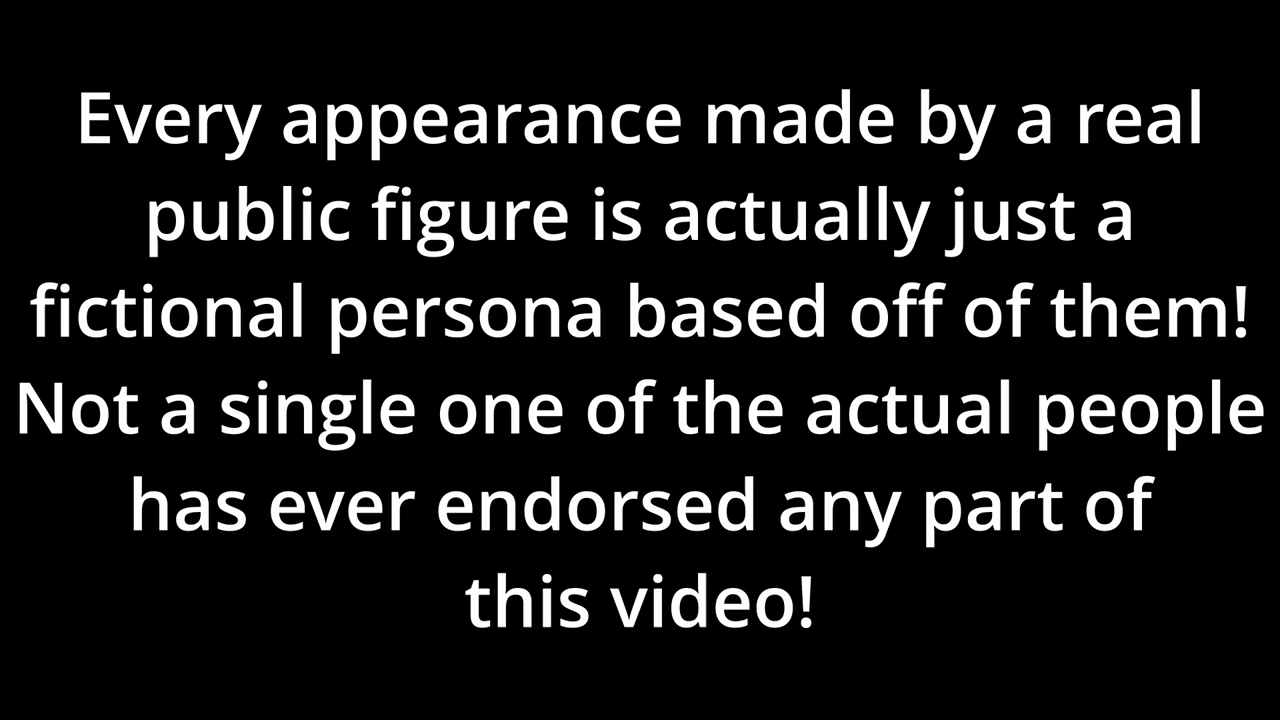 Every appearance made by a real
public figure is actually just a
fictional persona based off of them!
Not a single one of the actual people
has ever endorsed any part of
this video!